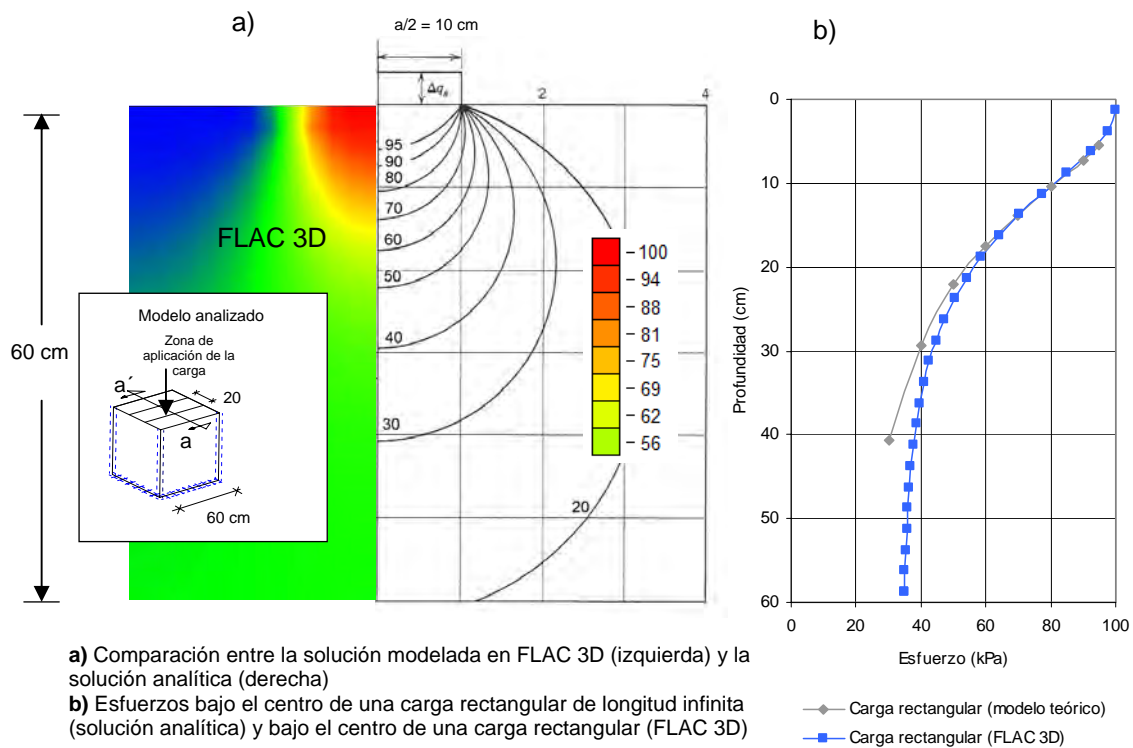 a)
a/2 = 10 cm
Δqs
2
4
95
90
80
70
60
50
40
30
20
FLAC 3D
60 cm
Modelo analizado
Zona de
aplicación de la
carga
a´
20
a
60 cm
100
94
88
81
75
69
62
56
b)
0
10
20
30
40
50
60
Profundidad (cm)
0
20
40
60
80
100
Esfuerzo (kPa)
Carga rectangular (modelo teórico)
Carga rectangular (FLAC 3D)
a) Comparación entre la solución modelada en FLAC 3D (izquierda) y la
solución analítica (derecha)
b) Esfuerzos bajo el centro de una carga rectangular de longitud infinita
(solución analítica) y bajo el centro de una carga rectangular (FLAC 3D)